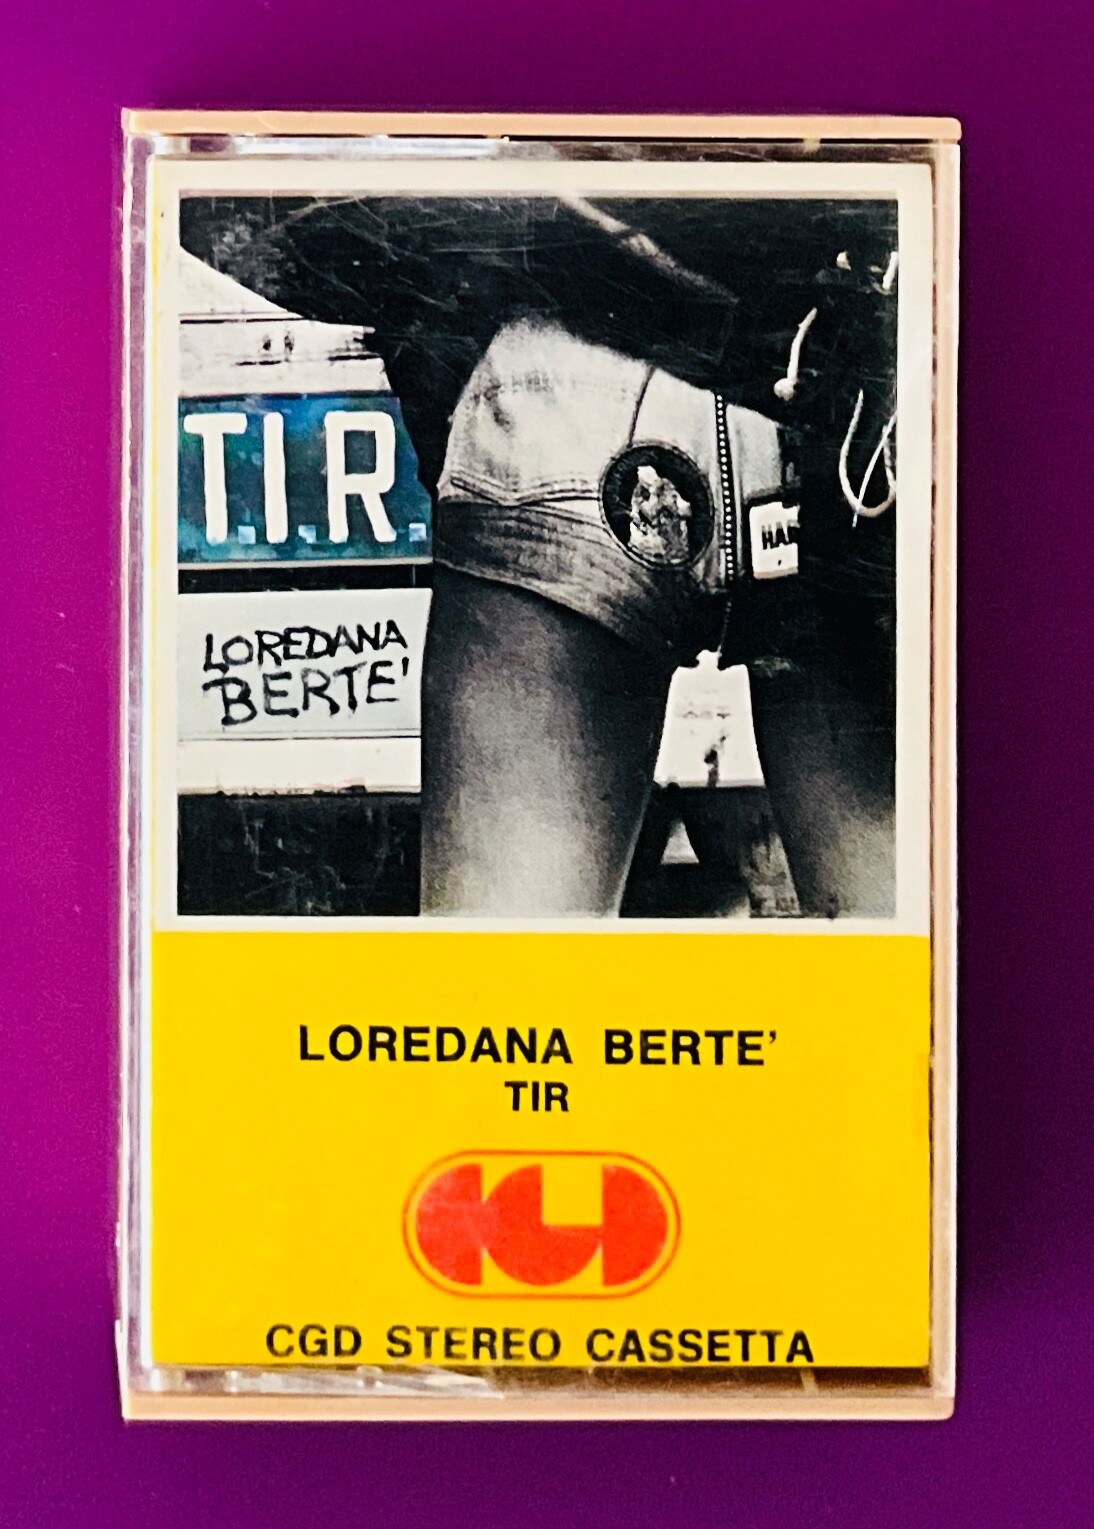 T.I.R.
LOREDANA
BERTE'
LOREDANA BERTE'
TIR
CGD STEREO CASSETTA